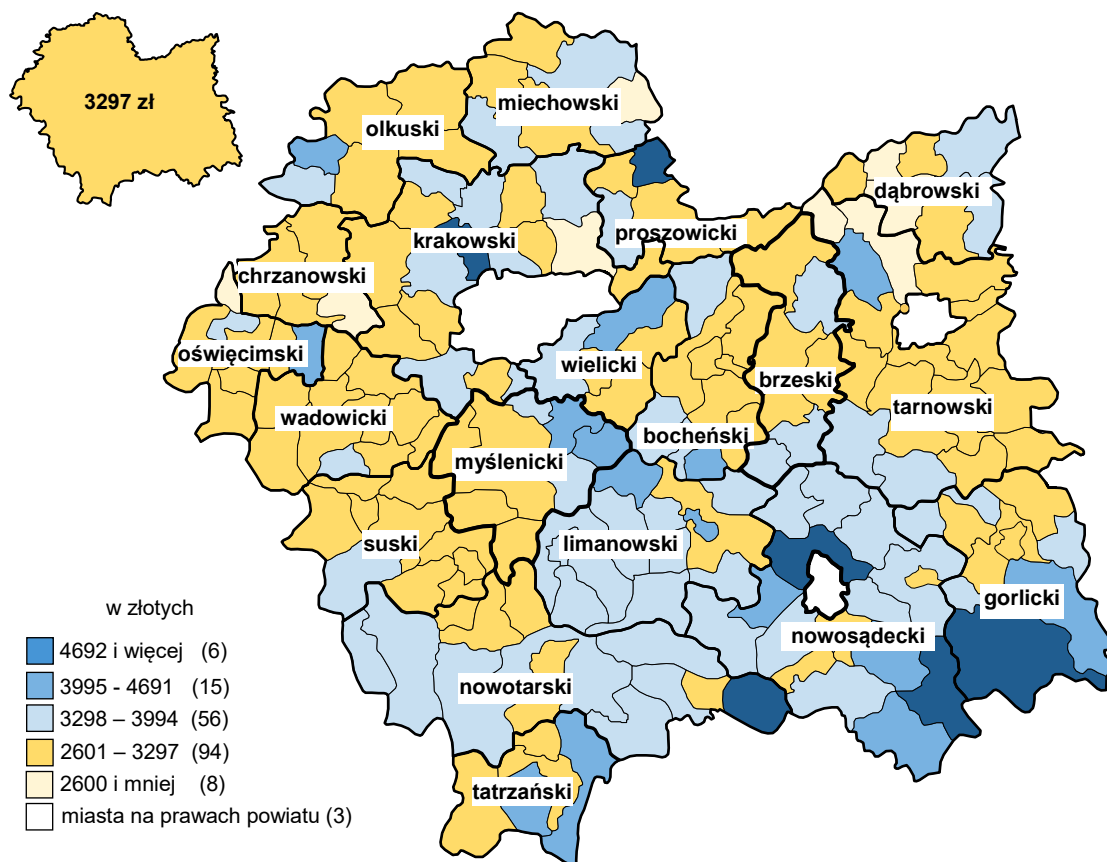 3297 zł
miechowski
olkuski
dąbrowski
krakowski
proszowicki
chrzanowski
oświęcimski
wielicki
brzeski
wadowicki
tarnowski
bocheński
myślenicki
suski
limanowski
gorlicki
nowosądecki
nowotarski
tatrzański
w złotych
4692 i więcej (6)
3995 - 4691 (15)
3298 – 3994 (56)
2601 – 3297 (94)
2600 i mniej (8)
miasta na prawach powiatu (3)